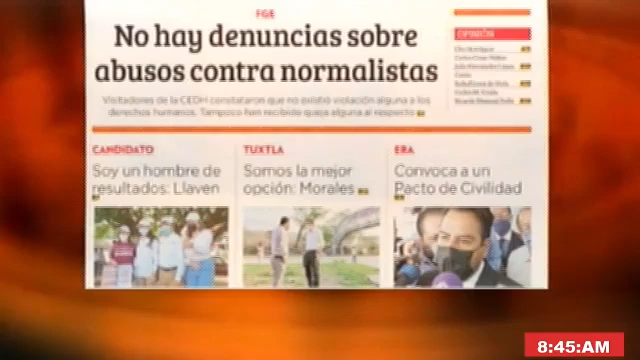 FGE
No hay denuncias sobre
abusos contra normalistas
Visitadores de la CEDH constataron que no existió violación alguna a los
derechos humanos. Tampoco han recibido queja alguna al respecto
OPINIÓN
CANDIDATO
Soy un hombre de
resultados: Llaven
TUXTLA
Somos la mejor
opción: Morales
ERA
Convoca a un
Pacto de Civilidad
8:45:AM